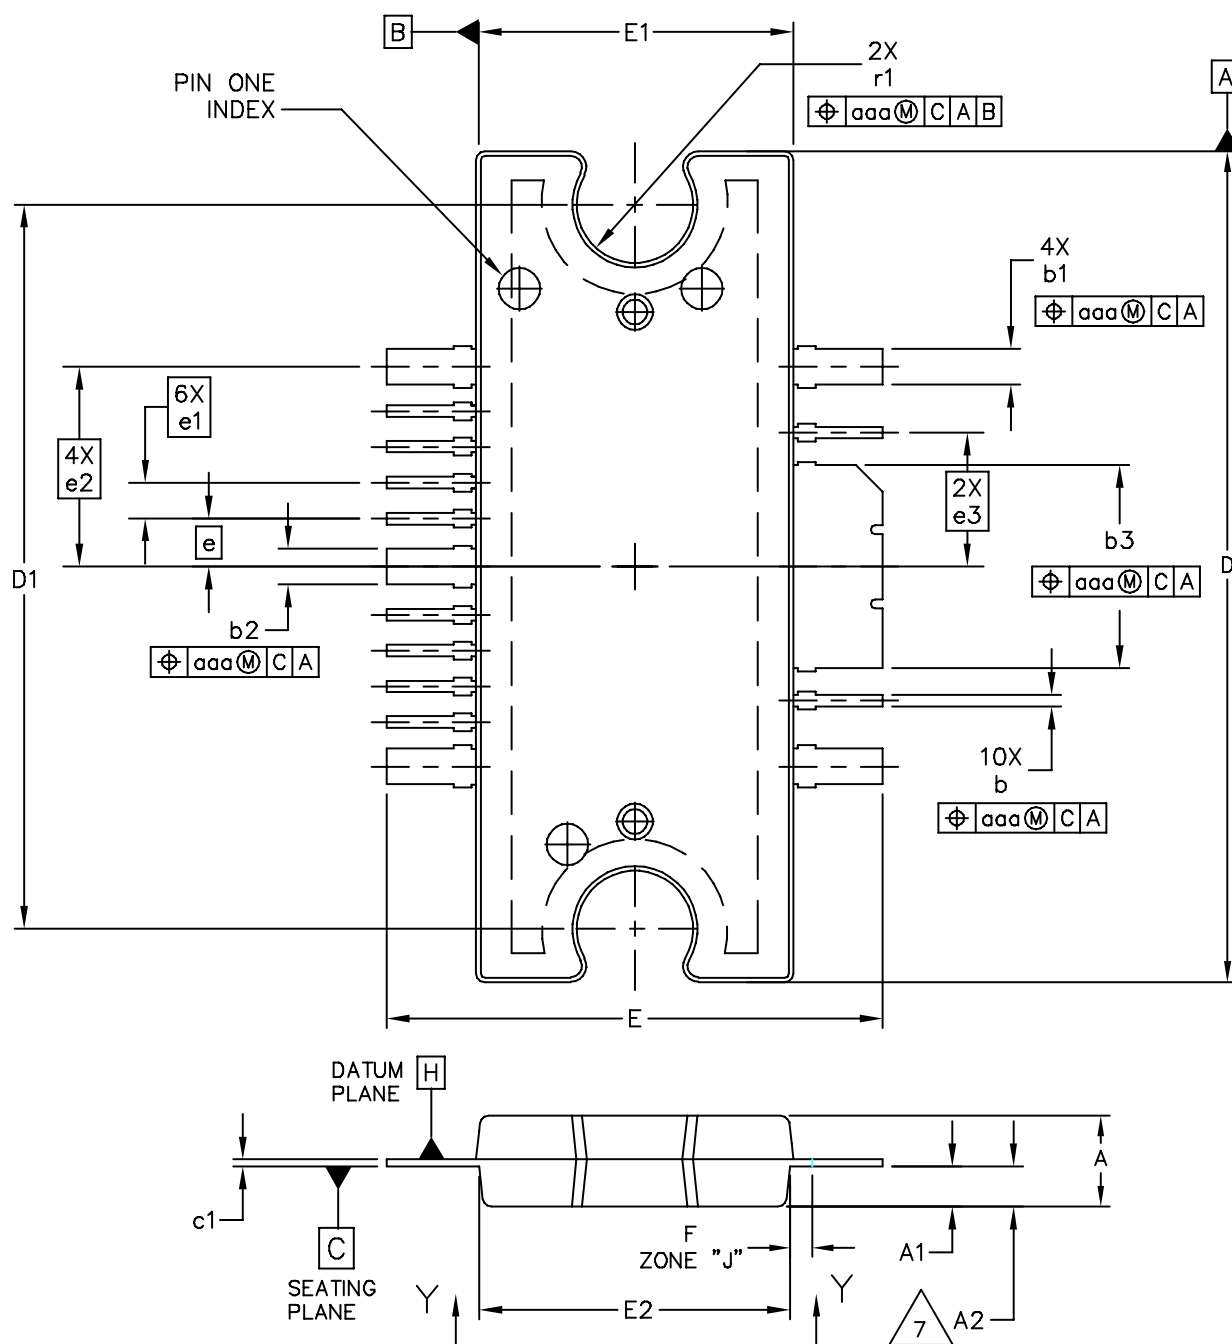 B
E1
2X
r1
⌖ aaa Ⓜ C A B
A
PIN ONE
INDEX
4X
b1
⌖ aaa Ⓜ C A
6X
e1
4X
e2
2X
e3
e
b3
D1
D
⌖ aaa Ⓜ C A
b2
⌖ aaa Ⓜ C A
10X
b
⌖ aaa Ⓜ C A
E
DATUM
PLANE
H
A
c1
C
SEATING
PLANE
F
ZONE "J"
A1
Y
E2
Y
7
A2